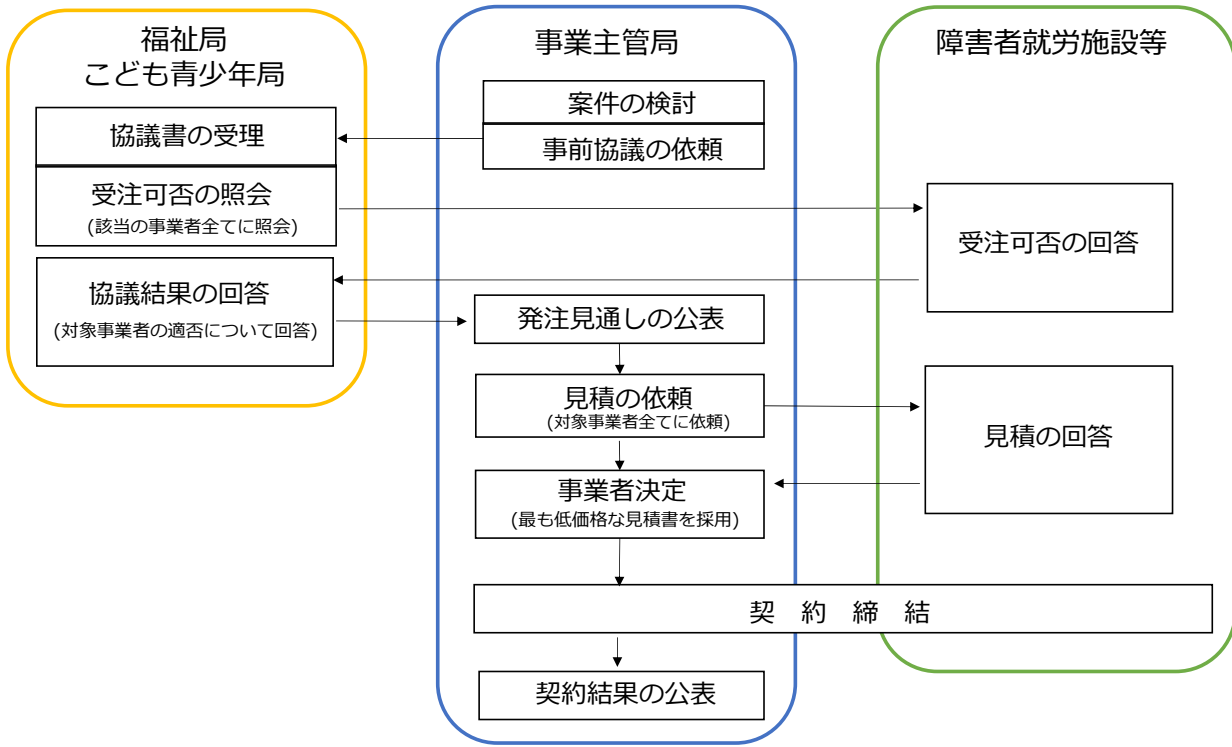 福祉局
こども青少年局
協議書の受理
受注可否の照会
(該当の事業者全てに照会)
協議結果の回答
(対象事業者の適否について回答)
事業主管局
案件の検討
事前協議の依頼
発注見通しの公表
見積の依頼
(対象事業者全てに依頼)
事業者決定
(最も低価格な見積書を採用)
契 約 締 結
契約結果の公表
障害者就労施設等
受注可否の回答
見積の回答